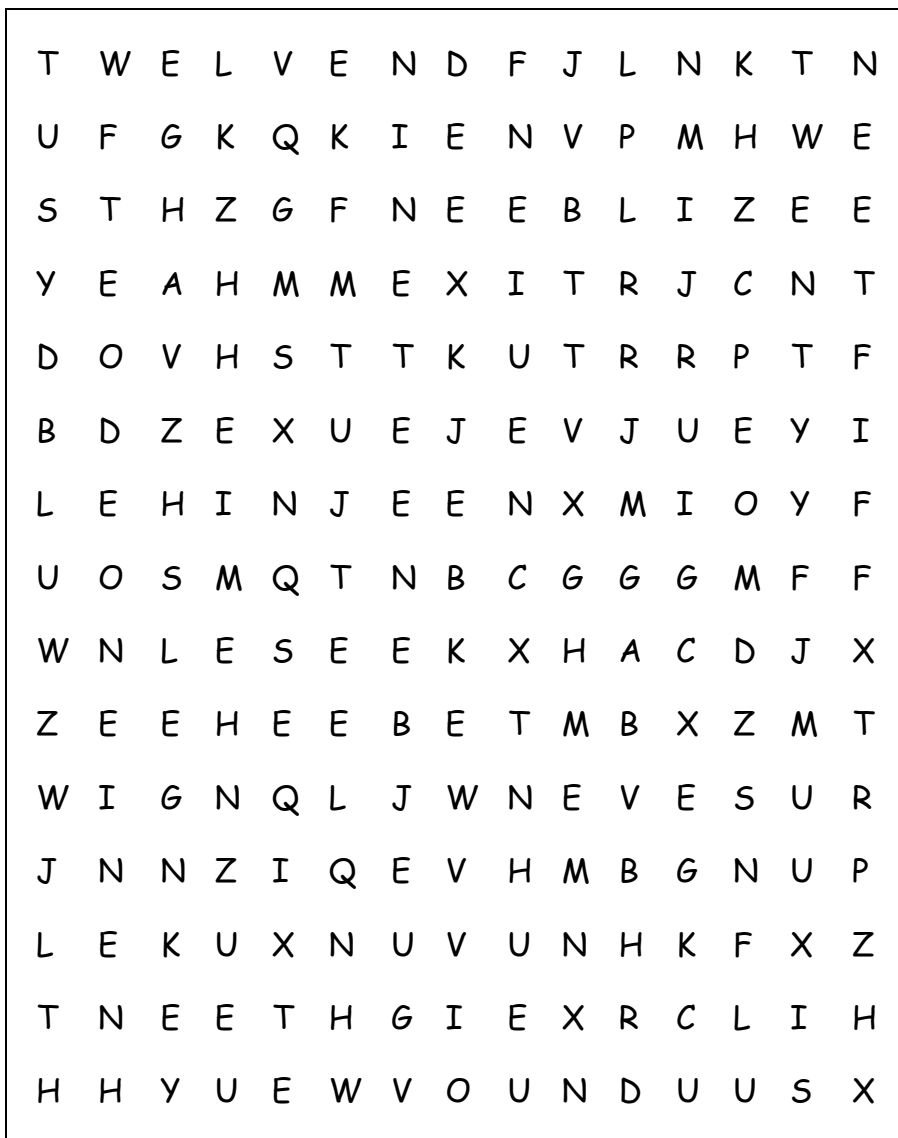 T W E L V E N D F J L N K T N
U F G K Q K I E N V P M H W E
S T H Z G F N E E B L I Z E E
Y E A H M M E X I T R J C N T
D O V H S T T K U T R R P T F
B D Z E X U E J E V J U E Y I
L E H I N J E E N X M I O Y F
U O S M Q T N B C G G G M F F
W N L E S E E K X H A C D J X
Z E E H E E B E T M B X Z M T
W I G N Q L J W N E V E S U R
J N N Z I Q E V H M B G N U P
L E K U X N U V U N H K F X Z
T N E E T H G I E X R C L I H
H H Y U E W V O U N D U U S X